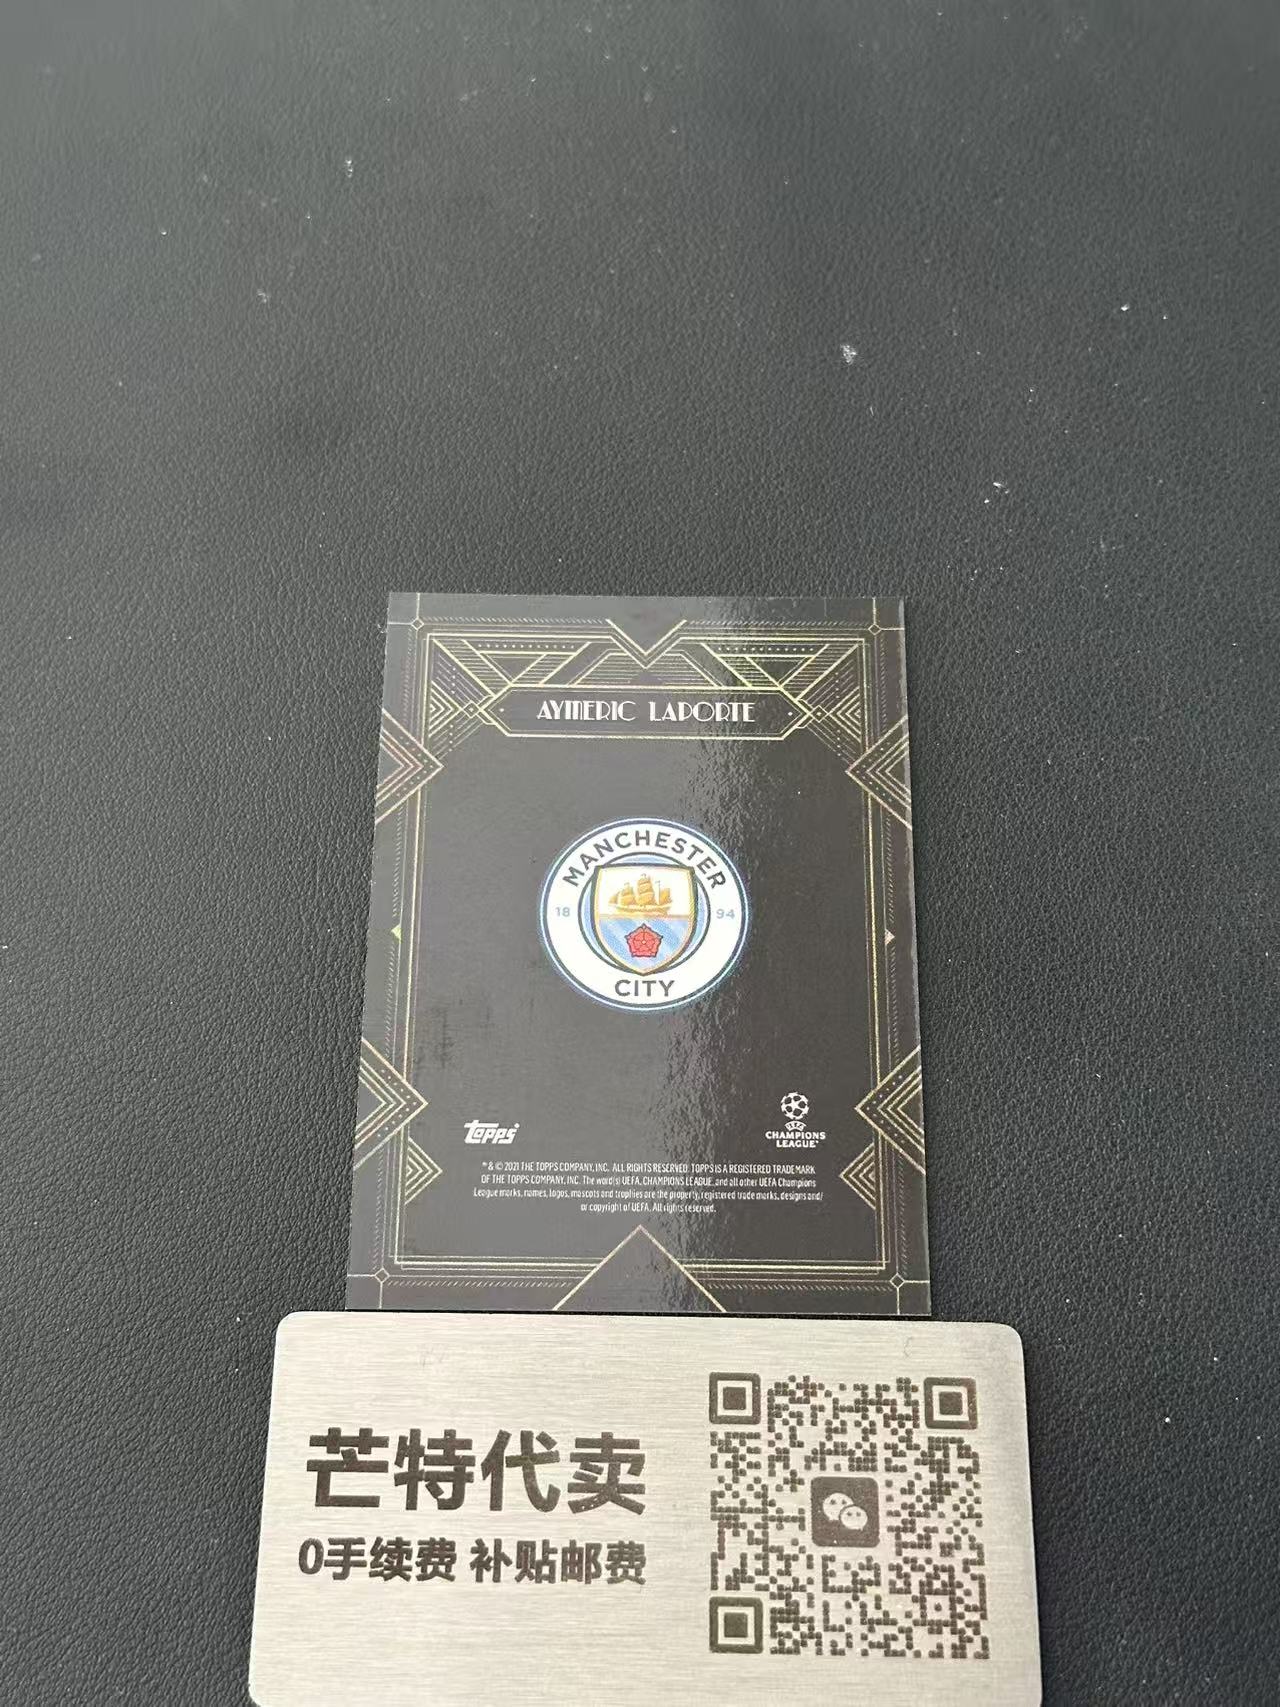 AYMERIC LAPORTE
MANCHESTER
18 94
CITY
topps
UEFA
CHAMPIONS
LEAGUE
™ & © 2021 THE TOPPS COMPANY, INC. ALL RIGHTS RESERVED. TOPPS IS A REGISTERED TRADEMARK
OF THE TOPPS COMPANY, INC. The word(s) UEFA, CHAMPIONS LEAGUE, and all other UEFA Champions
League marks, names, logos, mascots and trophies are the property, registered trade marks, designs and/
or copyright of UEFA. All rights reserved.
芒特代卖
0手续费 补贴邮费